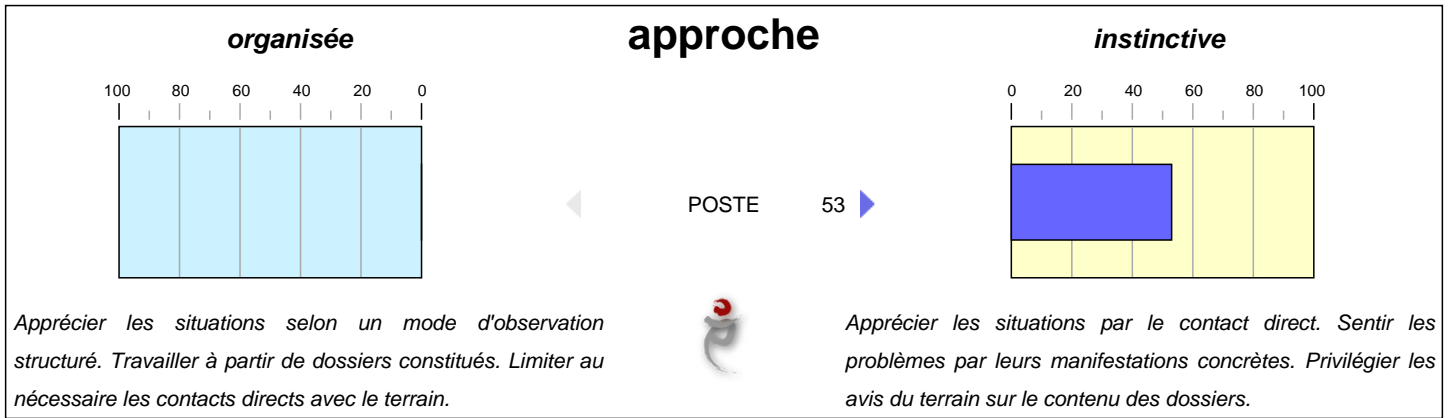 organisée approche instinctive
100 80 60 40 20 0 0 20 40 60 80 100
POSTE 53
Apprécier les situations selon un mode d'observation
structuré. Travailler à partir de dossiers constitués. Limiter au
nécessaire les contacts directs avec le terrain.
Apprécier les situations par le contact direct. Sentir les
problèmes par leurs manifestations concrètes. Privilégier les
avis du terrain sur le contenu des dossiers.